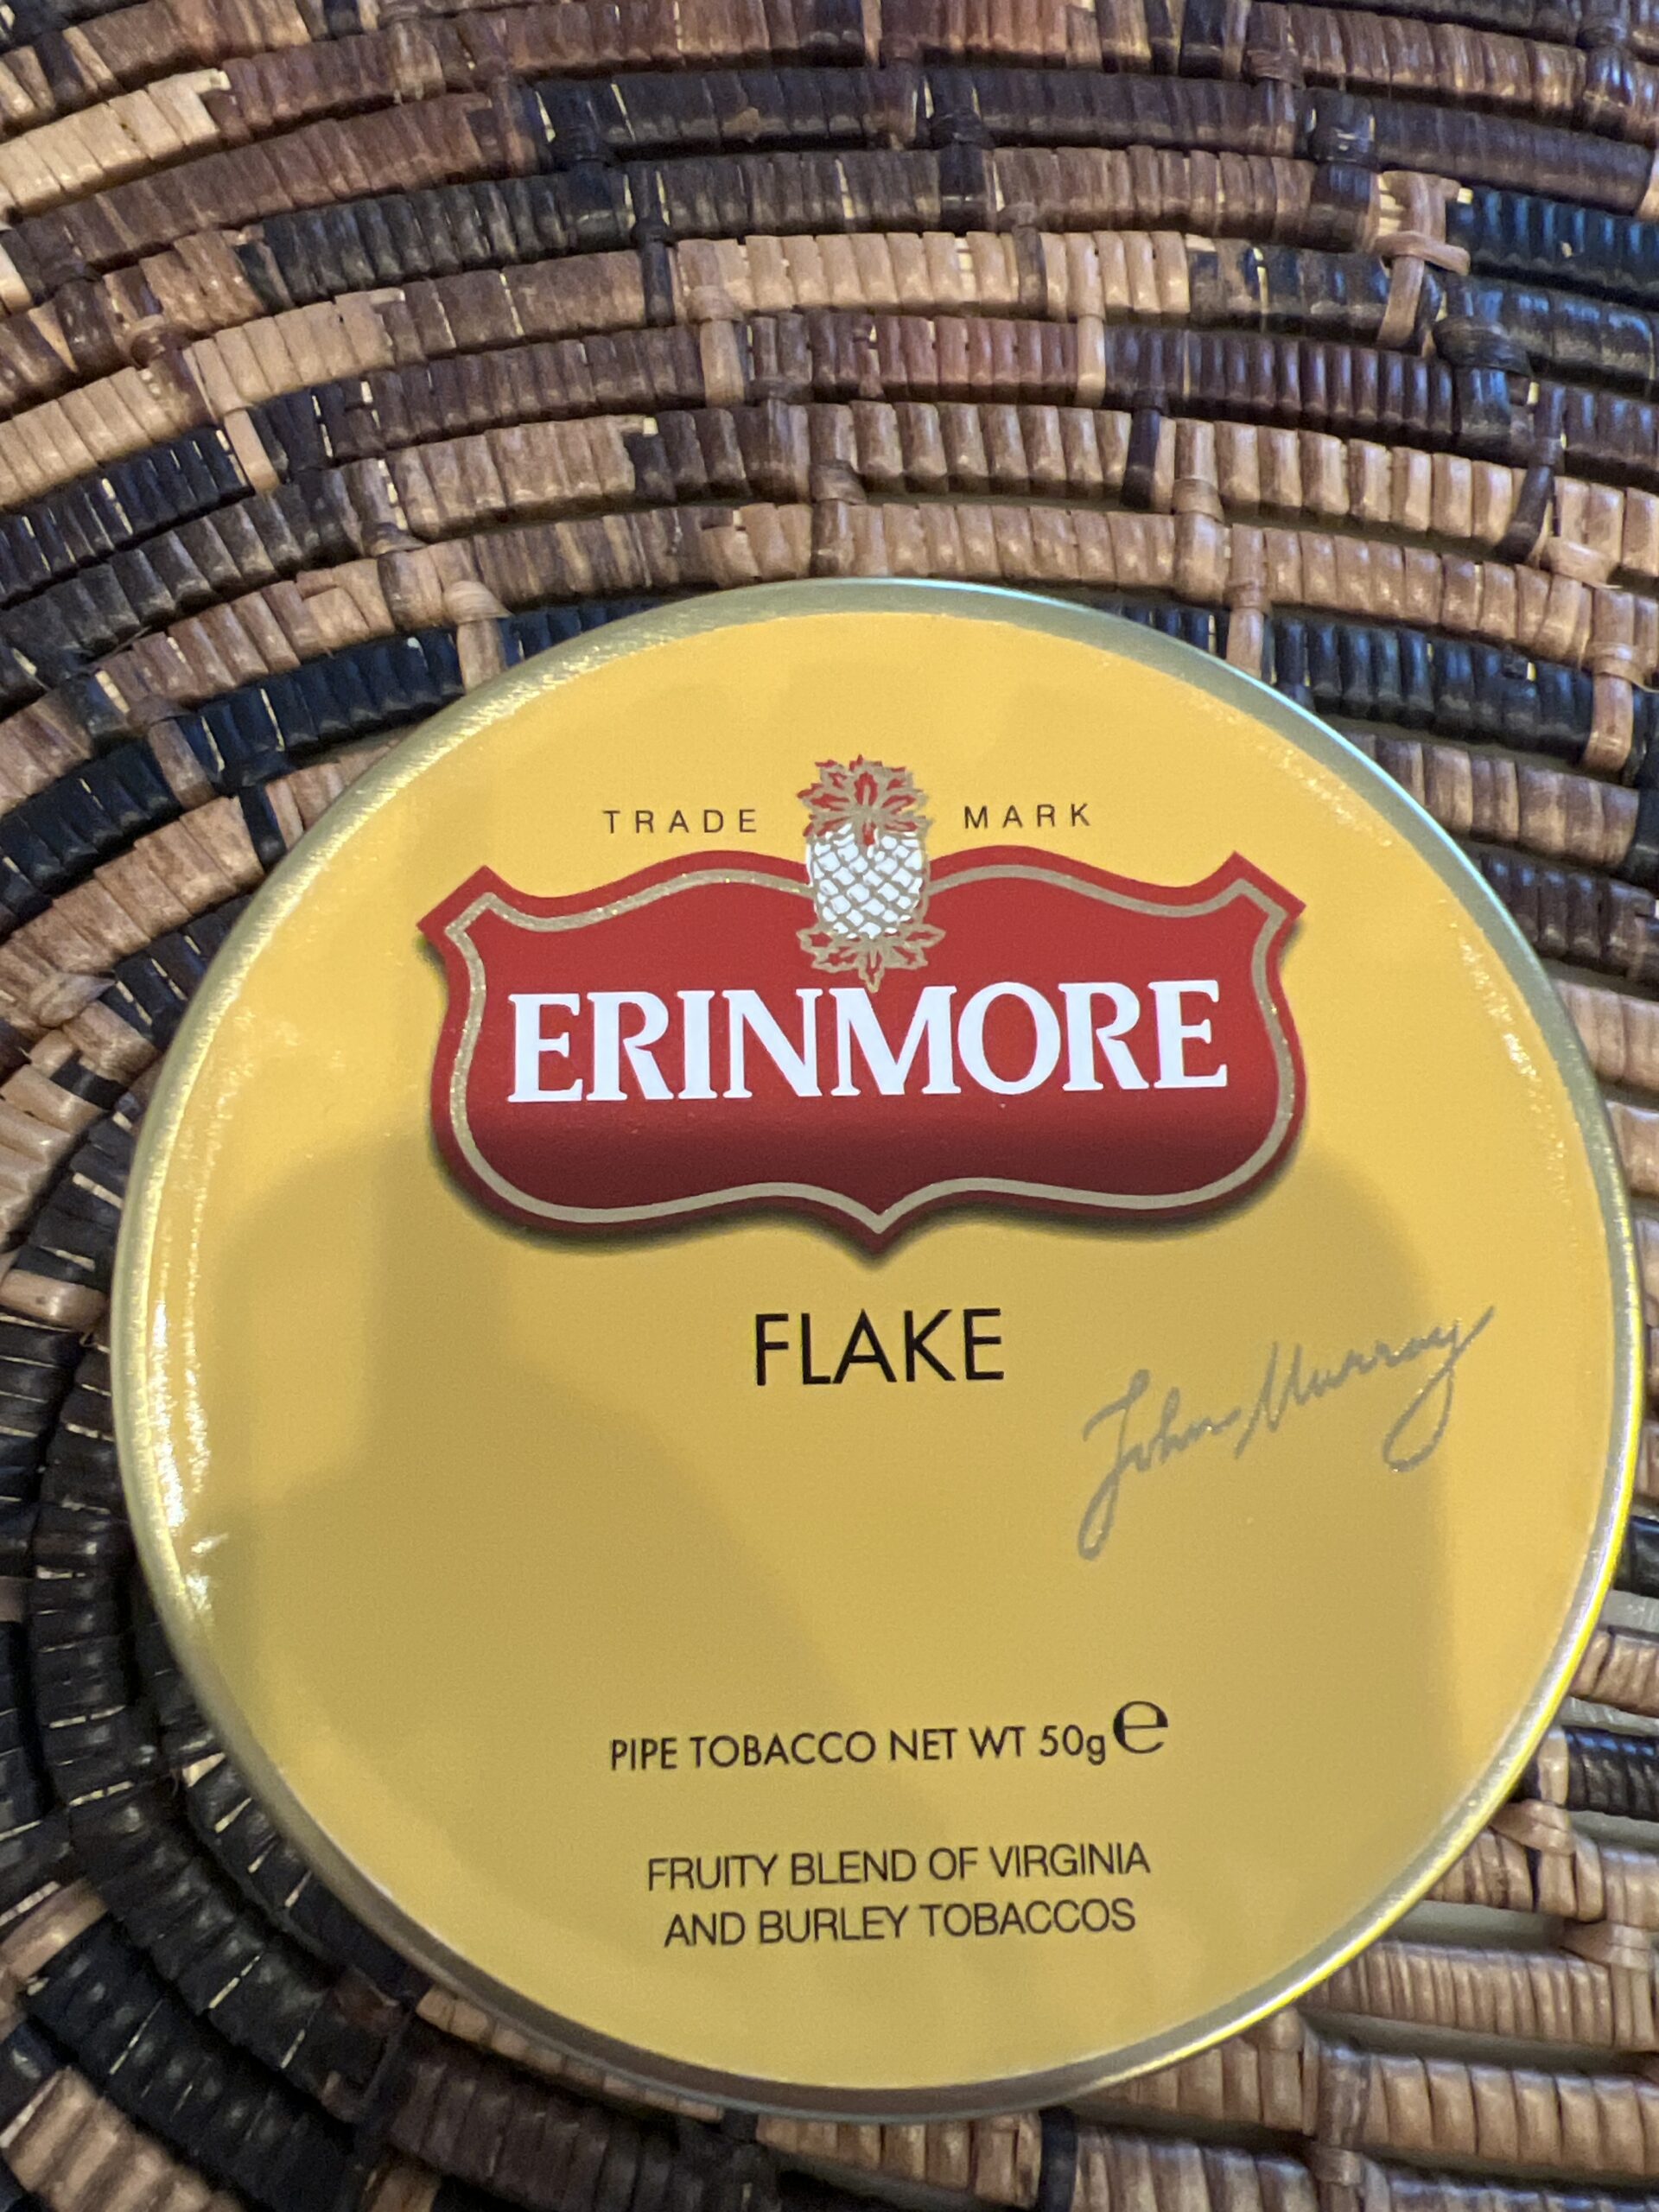 TRADE MARK
ERINMORE
FLAKE
John Murray
PIPE TOBACCO NET WT 50g e
FRUITY BLEND OF VIRGINIA
AND BURLEY TOBACCOS